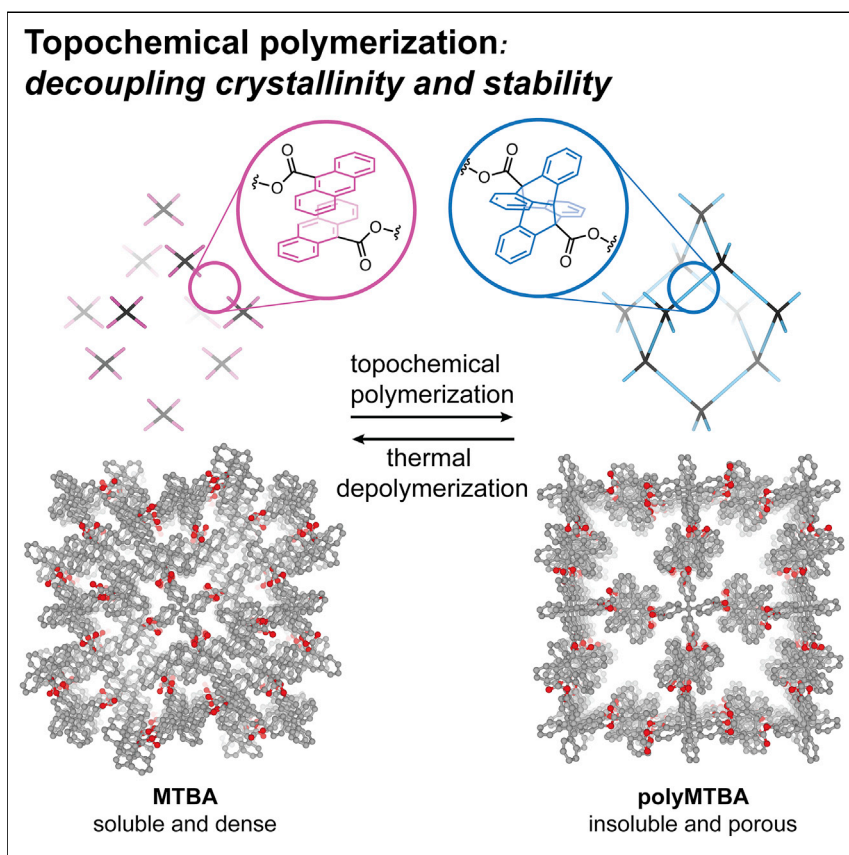 Topochemical polymerization:
decoupling crystallinity and stability
O
O
O
O
O
O
O
O
topochemical
polymerization
thermal
depolymerization
MTBA
soluble and dense
polyMTBA
insoluble and porous